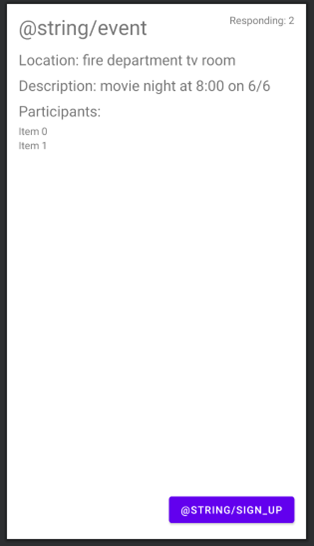 @string/event
Responding: 2
Location: fire department tv room
Description: movie night at 8:00 on 6/6
Participants:
Item 0
Item 1
@STRING/SIGN_UP